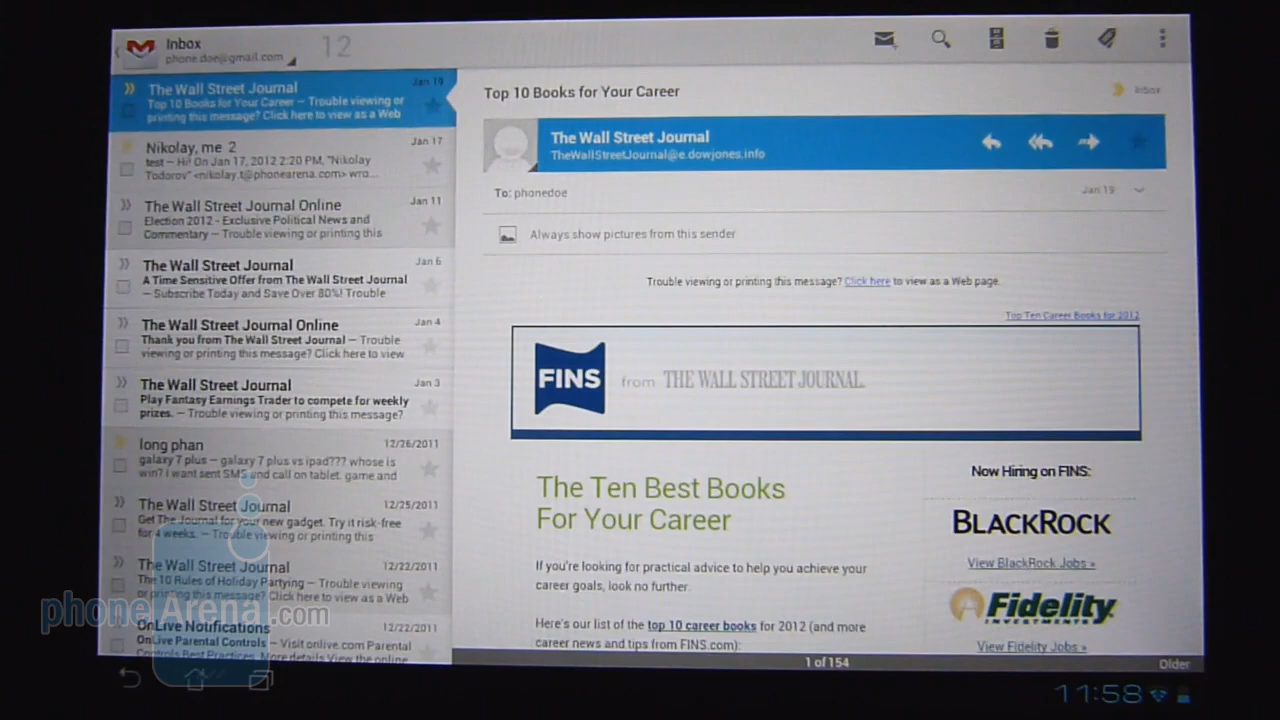 Inbox
phone.doe@gmail.com
12
The Wall Street Journal
Jan 19
Top 10 Books for Your Career – Trouble viewing or
printing this message? Click here to view as a Web
Nikolay, me 2
Jan 17
test – Hi! On Jan 17, 2012 2:20 PM, "Nikolay
Todorov" <nikolay.t@phonearena.com> wro...
The Wall Street Journal Online
Jan 11
Election 2012 - Exclusive Political News and
Commentary – Trouble viewing or printing this
The Wall Street Journal
Jan 6
A Time Sensitive Offer from The Wall Street Journal
– Subscribe Today and Save Over 80%! Trouble
The Wall Street Journal Online
Jan 4
Thank you from The Wall Street Journal – Trouble
viewing or printing this message? Click here to view
The Wall Street Journal
Jan 3
Play Fantasy Earnings Trader to compete for weekly
prizes. – Trouble viewing or printing this message?
long phan
12/26/2011
galaxy 7 plus – galaxy 7 plus vs ipad??? whose is
win? I want sent SMS and call on tablet, game and
The Wall Street Journal
12/25/2011
Get The Journal for your new gadget. Try it risk-free
for 4 weeks. – Trouble viewing or printing this
The Wall Street Journal
12/22/2011
The 10 Rules of Holiday Partying – Trouble viewing
or printing this message? Click here to view as a Web
OnLive Notifications
12/22/2011
OnLive Parental Controls – Visit onlive.com Parental
Controls Best Practices. More details View the online
Top 10 Books for Your Career
Inbox
The Wall Street Journal
TheWallStreetJournal@e.dowjones.info
To: phonedoe
Jan 19
Always show pictures from this sender
Trouble viewing or printing this message? Click here to view as a Web page.
Top Ten Career Books for 2012
FINS from THE WALL STREET JOURNAL.
The Ten Best Books
For Your Career
If you're looking for practical advice to help you achieve your
career goals, look no further.
Here's our list of the top 10 career books for 2012 (and more
career news and tips from FINS.com):
Now Hiring on FINS:
BLACKROCK
View BlackRock Jobs »
Fidelity
INVESTMENTS
View Fidelity Jobs »
1 of 154
Older
11:58
phoneArena.com